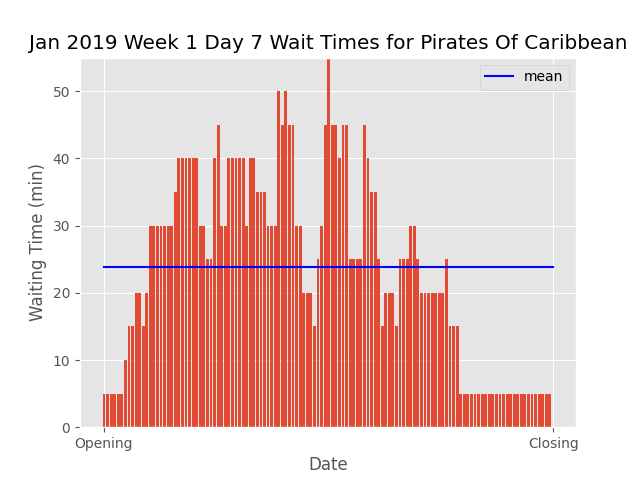 Jan 2019 Week 1 Day 7 Wait Times for Pirates Of Caribbean
mean
50
40
30
20
10
0
Waiting Time (min)
Opening Closing
Date